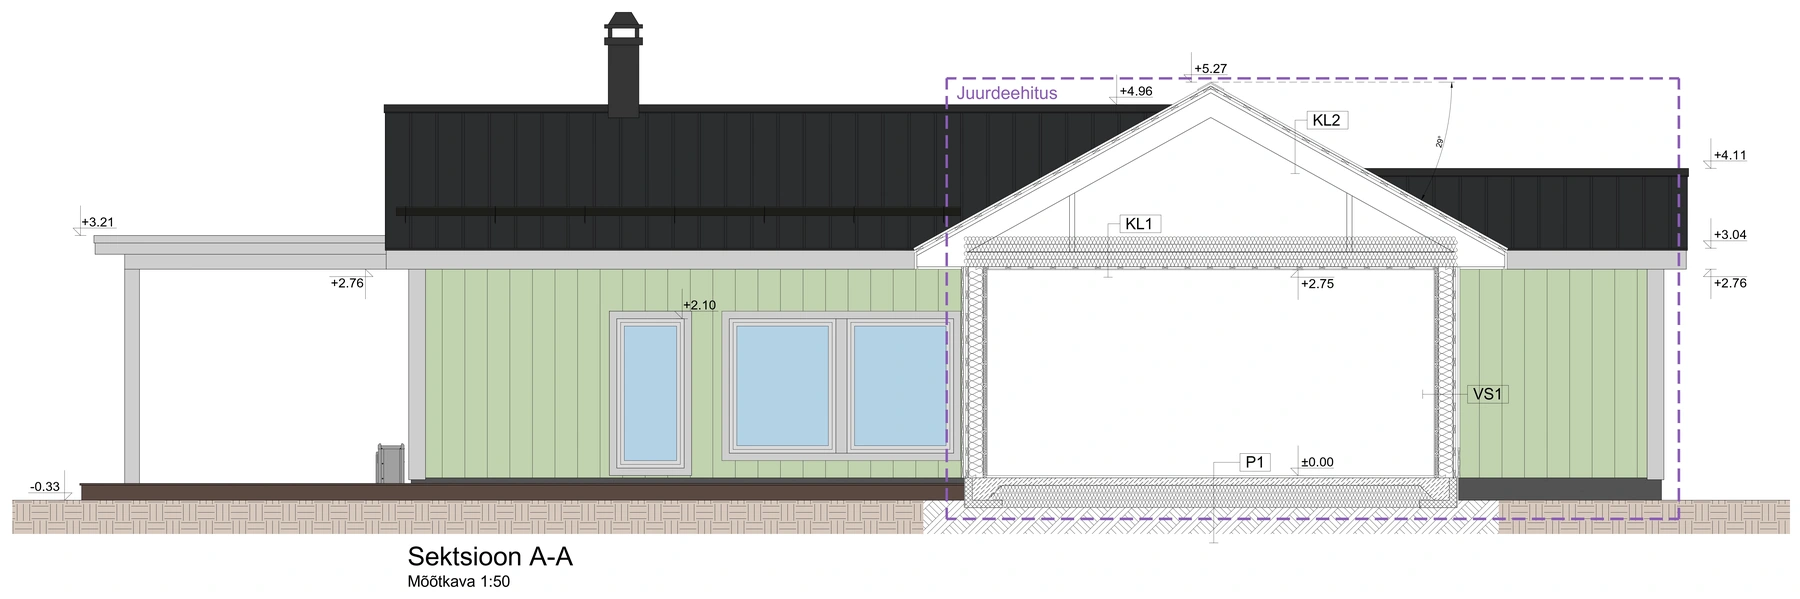 +5.27
+4.96
Juurdeehitus
KL2
29°
+4.11
+3.21
KL1
+3.04
+2.76
+2.75
+2.76
+2.10
VS1
P1
±0.00
-0.33
Sektsioon A-A
Mõõtkava 1:50